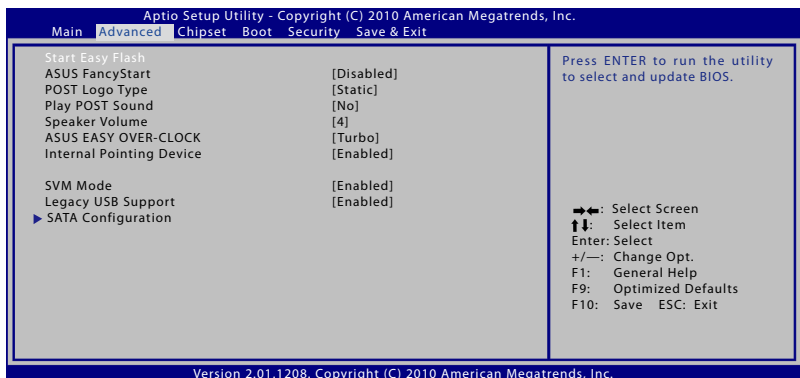 Aptio Setup Utility - Copyright (C) 2010 American Megatrends, Inc.
Main Advanced Chipset Boot Security Save & Exit
Start Easy Flash
ASUS FancyStart [Disabled]
POST Logo Type [Static]
Play POST Sound [No]
Speaker Volume [4]
ASUS EASY OVER-CLOCK [Turbo]
Internal Pointing Device [Enabled]
SVM Mode [Enabled]
Legacy USB Support [Enabled]
SATA Configuration
Press ENTER to run the utility
to select and update BIOS.
→←: Select Screen
↑↓: Select Item
Enter: Select
+/—: Change Opt.
F1: General Help
F9: Optimized Defaults
F10: Save ESC: Exit
Version 2.01.1208. Copyright (C) 2010 American Megatrends, Inc.